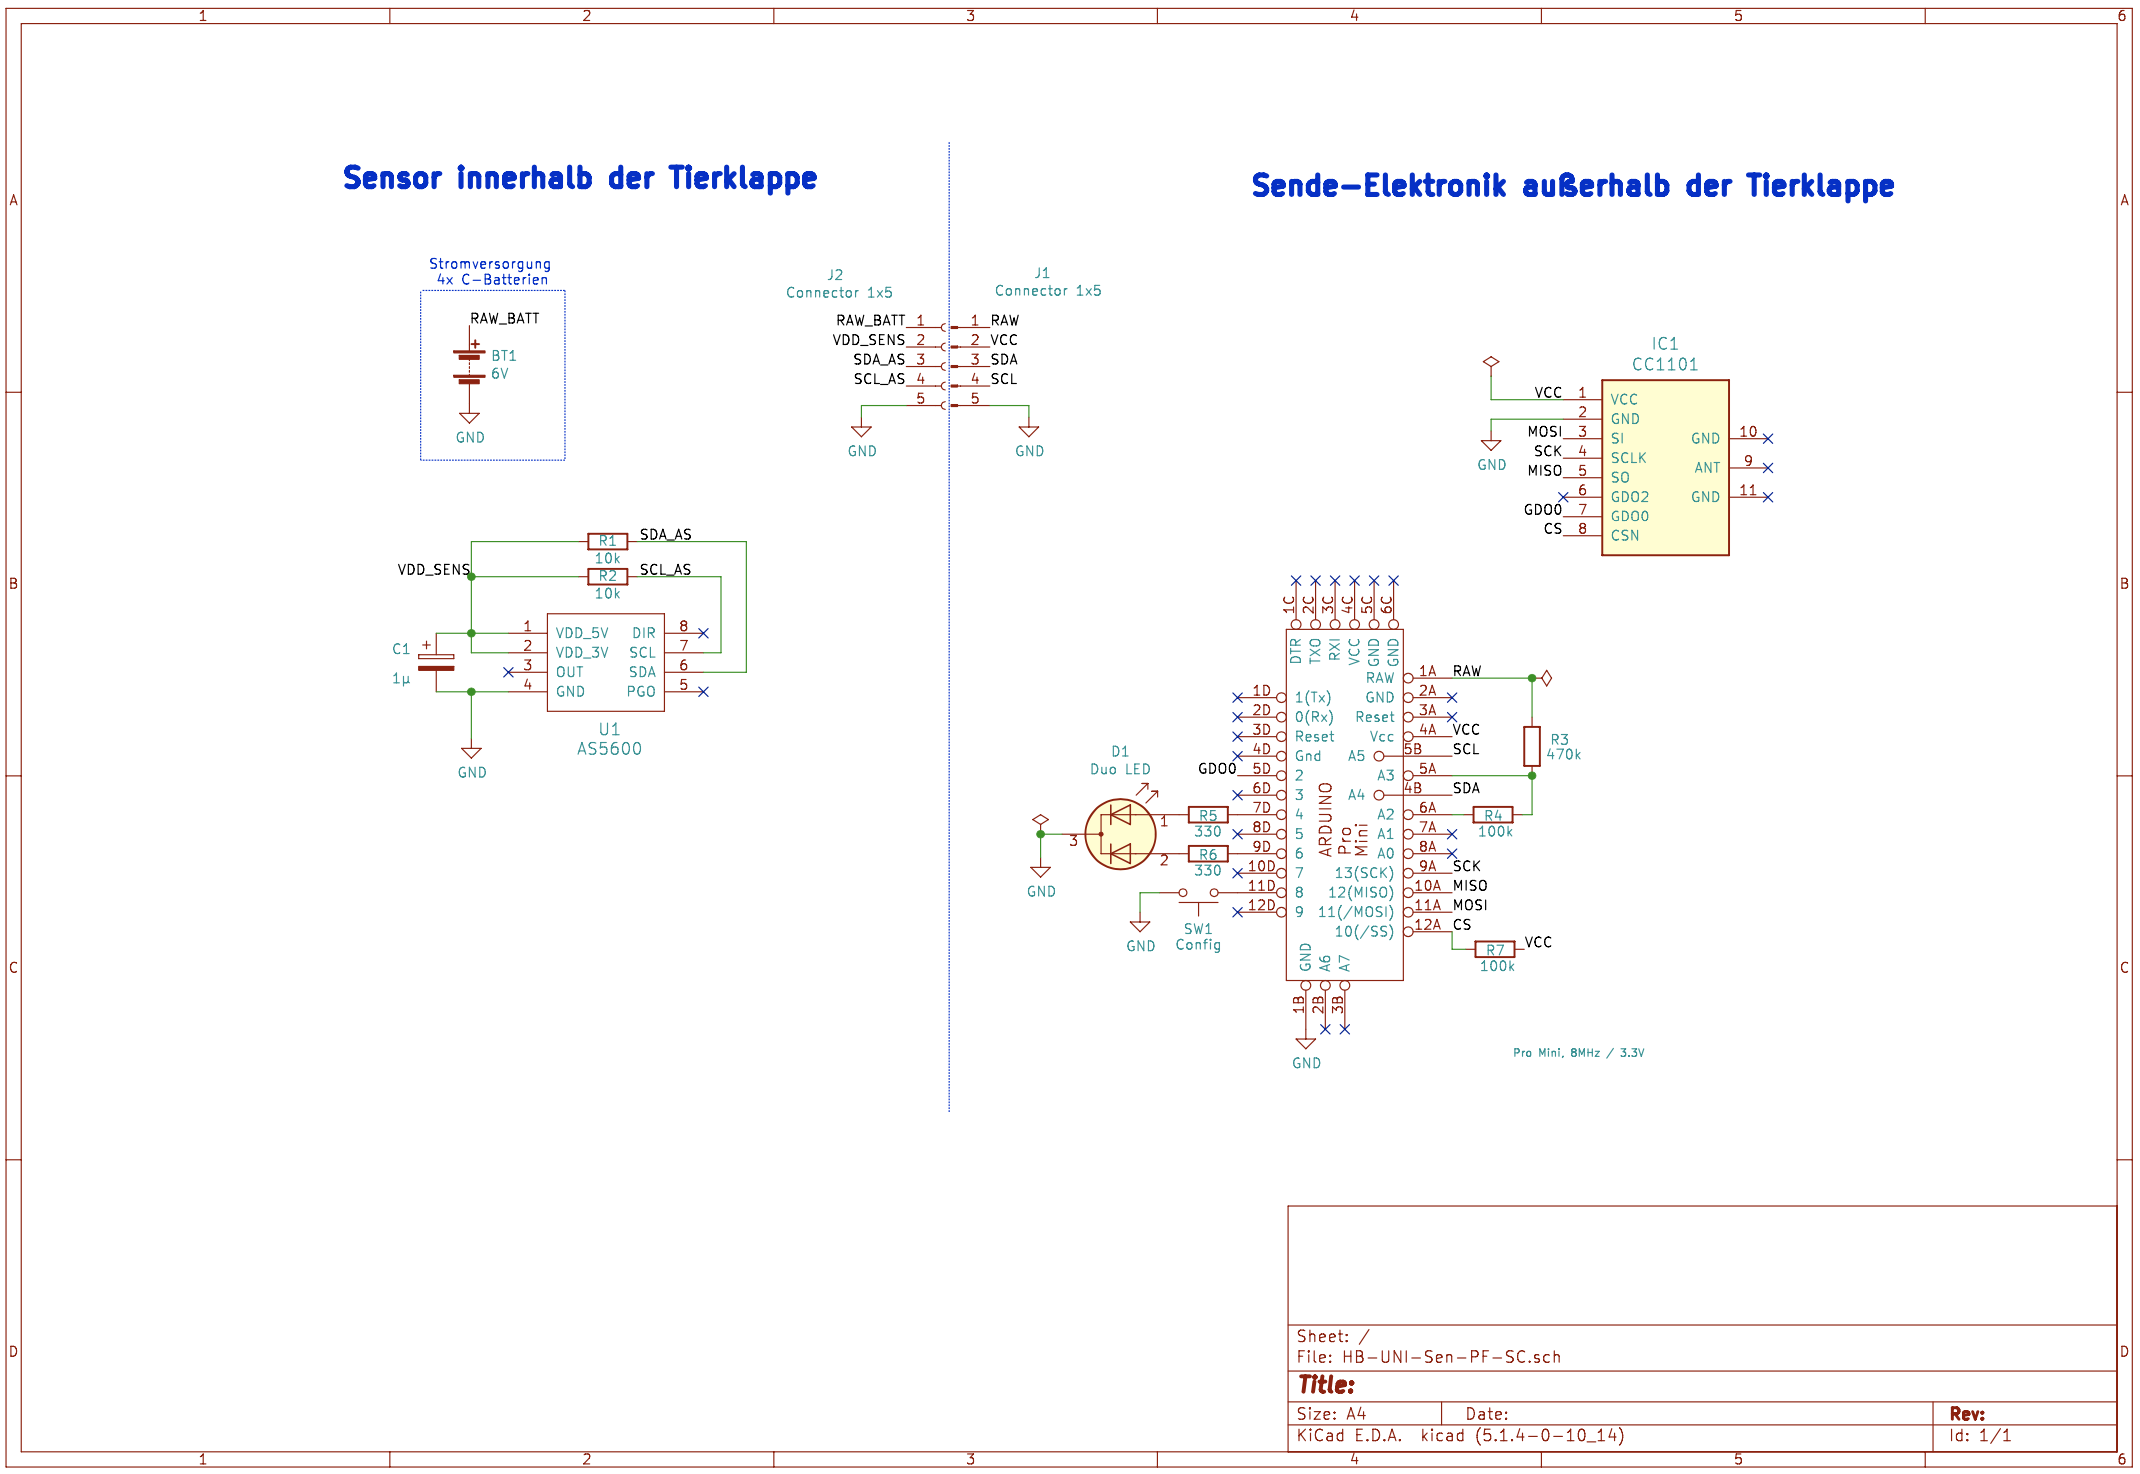 1 2 3 4 5 6
A
B
C
D
Sensor innerhalb der Tierklappe
Sende-Elektronik außerhalb der Tierklappe
Stromversorgung
4x C-Batterien
RAW_BATT
+
BT1
6V
GND
J2
Connector 1x5
RAW_BATT 1
VDD_SENS 2
SDA_AS 3
SCL_AS 4
5
GND
J1
Connector 1x5
1 RAW
2 VCC
3 SDA
4 SCL
5
GND
R1
10k
SDA_AS
R2
10k
SCL_AS
VDD_SENS
C1
+
1µ
1 VDD_5V
2 VDD_3V
3 OUT
4 GND
DIR 8
SCL 7
SDA 6
PGO 5
U1
AS5600
GND
IC1
CC1101
VCC 1 VCC
2 GND
MOSI 3 SI
SCK 4 SCLK
MISO 5 SO
6 GDO2
GDO0 7 GDO0
CS 8 CSN
GND 10
ANT 9
GND 11
GND
1C 2C 3C 4C 5C 6C
DTR TXO RXI VCC GND GND
1D 1(Tx)
2D 0(Rx)
3D Reset
4D Gnd
GDO0 5D 2
6D 3
7D 4
8D 5
9D 6
10D 7
11D 8
12D 9
ARDUINO
Pro
Mini
RAW 1A RAW
GND 2A
Reset 3A
Vcc 4A VCC
A5 5B SCL
A3 5A
A4 4B SDA
A2 6A
A1 7A
A0 8A
13(SCK) 9A SCK
12(MISO) 10A MISO
11(/MOSI) 11A MOSI
10(/SS) 12A CS
GND A6 A7
1B 2B 3B
GND
R3
470k
R4
100k
R7
100k
VCC
D1
Duo LED
1
2
3
GND
R5
330
R6
330
SW1
Config
GND
Pro Mini, 8MHz / 3.3V
Sheet: /
File: HB-UNI-Sen-PF-SC.sch
Title:
Size: A4
Date:
Rev:
KiCad E.D.A. kicad (5.1.4-0-10_14)
Id: 1/1
A
B
C
D
1 2 3 4 5 6